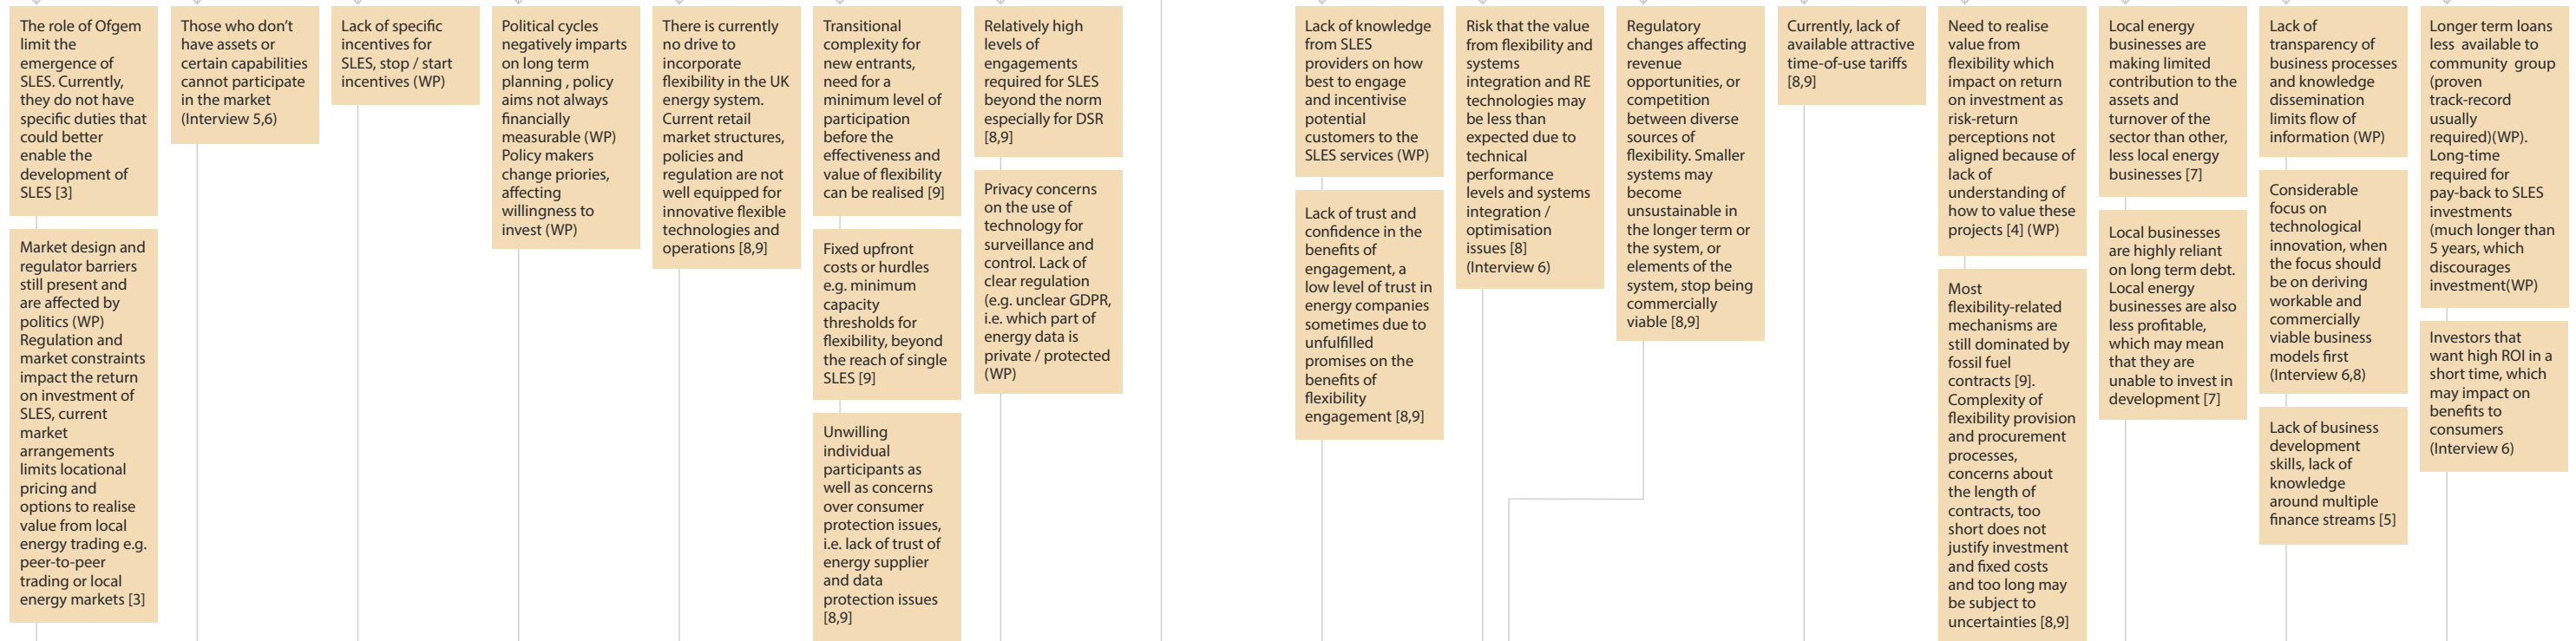 The role of Ofgem
limit the
emergence of
SLES. Currently,
they do not have
specific duties that
could better
enable the
development of
SLES [3]
Market design and
regulator barriers
still present and
are affected by
politics (WP)
Regulation and
market constraints
impact the return
on investment of
SLES, current
market
arrangements
limits locational
pricing and
options to realise
value from local
energy trading e.g.
peer-to-peer
trading or local
energy markets [3]
Those who don't
have assets or
certain capabilities
cannot participate
in the market
(Interview 5,6)
Lack of specific
incentives for
SLES, stop / start
incentives (WP)
Political cycles
negatively imparts
on long term
planning , policy
aims not always
financially
measurable (WP)
Policy makers
change priories,
affecting
willingness to
invest (WP)
There is currently
no drive to
incorporate
flexibility in the UK
energy system.
Current retail
market structures,
policies and
regulation are not
well equipped for
innovative flexible
technologies and
operations [8,9]
Transitional
complexity for
new entrants,
need for a
minimum level of
participation
before the
effectiveness and
value of flexibility
can be realised [9]
Fixed upfront
costs or hurdles
e.g. minimum
capacity
thresholds for
flexibility, beyond
the reach of single
SLES [9]
Unwilling
individual
participants as
well as concerns
over consumer
protection issues,
i.e. lack of trust of
energy supplier
and data
protection issues
[8,9]
Relatively high
levels of
engagements
required for SLES
beyond the norm
especially for DSR
[8,9]
Privacy concerns
on the use of
technology for
surveillance and
control. Lack of
clear regulation
(e.g. unclear GDPR,
i.e. which part of
energy data is
private / protected
(WP)
Lack of knowledge
from SLES
providers on how
best to engage
and incentivise
potential
customers to the
SLES services (WP)
Lack of trust and
confidence in the
benefits of
engagement, a
low level of trust in
energy companies
sometimes due to
unfulfilled
promises on the
benefits of
flexibility
engagement [8,9]
Risk that the value
from flexibility and
systems
integration and RE
technologies may
be less than
expected due to
technical
performance
levels and systems
integration /
optimisation
issues [8]
(Interview 6)
Regulatory
changes affecting
revenue
opportunities, or
competition
between diverse
sources of
flexibility. Smaller
systems may
become
unsustainable in
the longer term or
the system, or
elements of the
system, stop being
commercially
viable [8,9]
Currently, lack of
available attractive
time-of-use tariffs
[8,9]
Need to realise
value from
flexibility which
impact on return
on investment as
risk-return
perceptions not
aligned because of
lack of
understanding of
how to value these
projects [4] (WP)
Most
flexibility-related
mechanisms are
still dominated by
fossil fuel
contracts [9].
Complexity of
flexibility provision
and procurement
processes,
concerns about
the length of
contracts, too
short does not
justify investment
and fixed costs
and too long may
be subject to
uncertainties [8,9]
Local energy
businesses are
making limited
contribution to the
assets and
turnover of the
sector than other,
less local energy
businesses [7]
Local businesses
are highly reliant
on long term debt.
Local energy
businesses are also
less profitable,
which may mean
that they are
unable to invest in
development [7]
Lack of
transparency of
business processes
and knowledge
dissemination
limits flow of
information (WP)
Considerable
focus on
technological
innovation, when
the focus should
be on deriving
workable and
commercially
viable business
models first
(Interview 6,8)
Lack of business
development
skills, lack of
knowledge
around multiple
finance streams [5]
Longer term loans
less available to
community group
(proven
track-record
usually
required)(WP).
Long-time
required for
pay-back to SLES
investments
(much longer than
5 years, which
discourages
investment(WP)
Investors that
want high ROI in a
short time, which
may impact on
benefits to
consumers
(Interview 6)